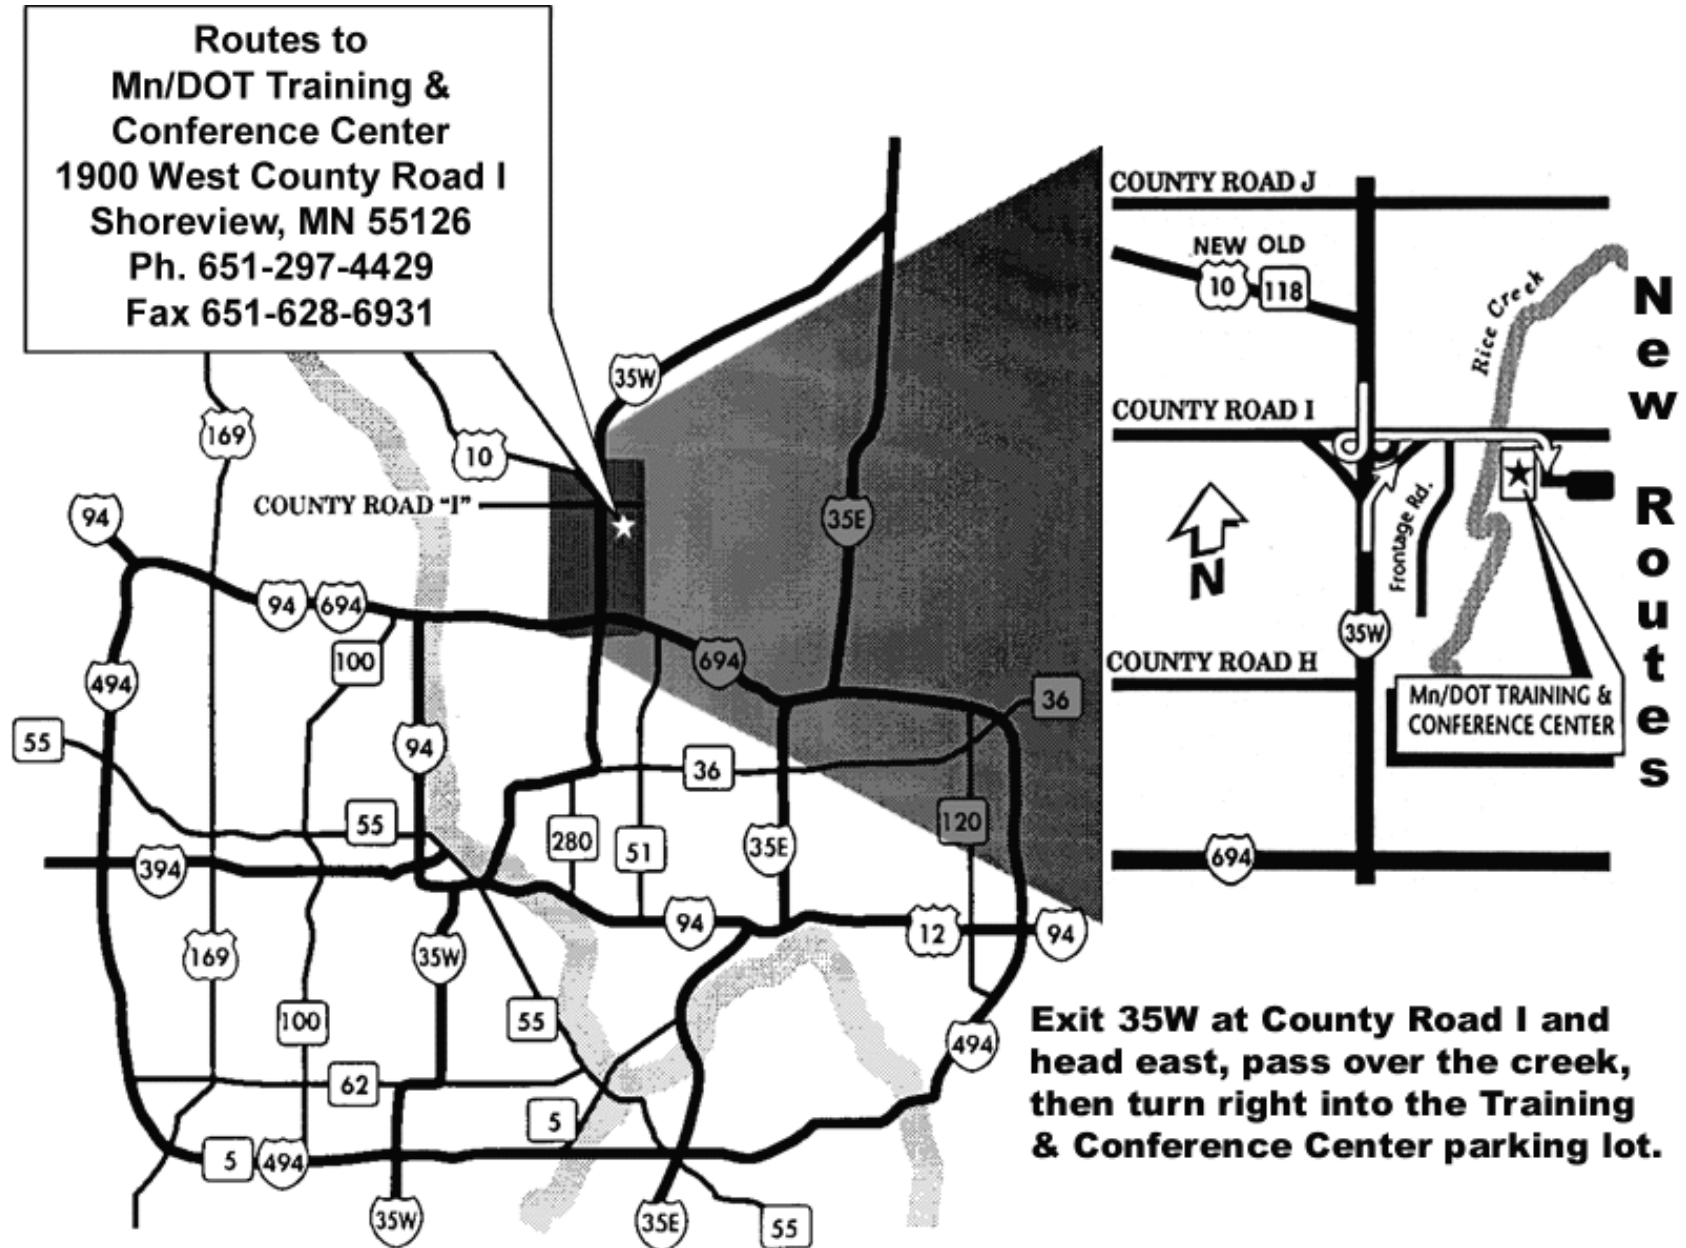 Routes to
Mn/DOT Training &
Conference Center
1900 West County Road I
Shoreview, MN 55126
Ph. 651-297-4429
Fax 651-628-6931
35W
169
10
COUNTY ROAD "I"
94
35E
94
694
100
694
494
36
55
94
36
55
280
51
35E
120
394
94
12
94
35W
169
55
100
494
62
5
5
494
35W
35E
55
COUNTY ROAD J
NEW OLD
10
118
Rice Creek
COUNTY ROAD I
Frontage Rd.
N
35W
COUNTY ROAD H
Mn/DOT TRAINING &
CONFERENCE CENTER
694
New Routes
Exit 35W at County Road I and
head east, pass over the creek,
then turn right into the Training
& Conference Center parking lot.